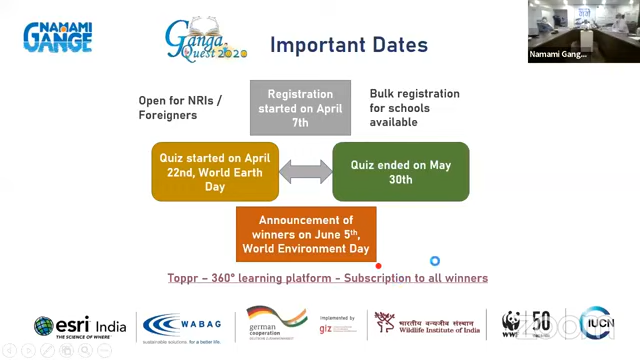 NAMAMI
GANGE
Ganga
Quest 2020
Important Dates
Namami Gang...
Open for NRIs /
Foreigners
Registration
started on April
7th
Bulk registration
for schools
available
Quiz started on April
22nd, World Earth
Day
Quiz ended on May
30th
Announcement of
winners on June 5th,
World Environment Day
Toppr – 360° learning platform - Subscription to all winners
esri India
THE SCIENCE OF WHERE
WABAG
sustainable solutions. for a better life.
german
cooperation
Implemented by
giz
भारतीय वन्यजीव संस्थान
Wildlife Institute of India
WWF
50
IUCN
zoom